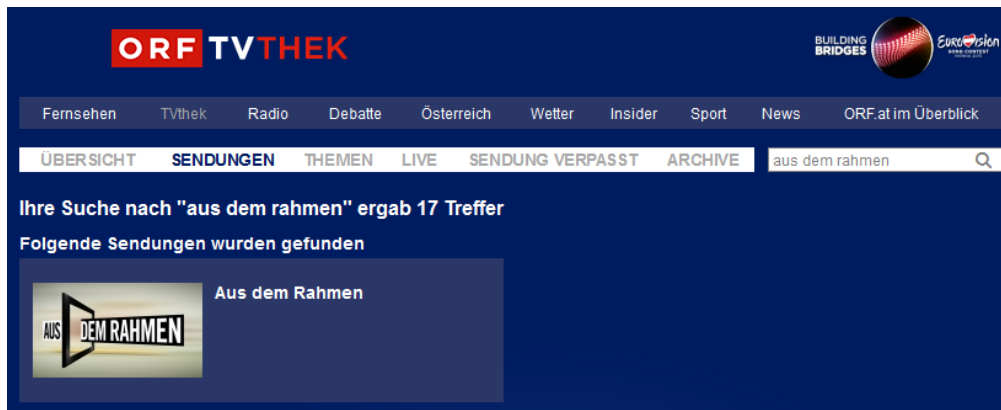 ORF TVTHEK
BUILDING
BRIDGES
EUROVISION
SONG CONTEST
Fernsehen TVthek Radio Debatte Österreich Wetter Insider Sport News ORF.at im Überblick
ÜBERSICHT SENDUNGEN THEMEN LIVE SENDUNG VERPASST ARCHIVE aus dem rahmen
Ihre Suche nach "aus dem rahmen" ergab 17 Treffer
Folgende Sendungen wurden gefunden
Aus dem Rahmen
AUS DEM RAHMEN